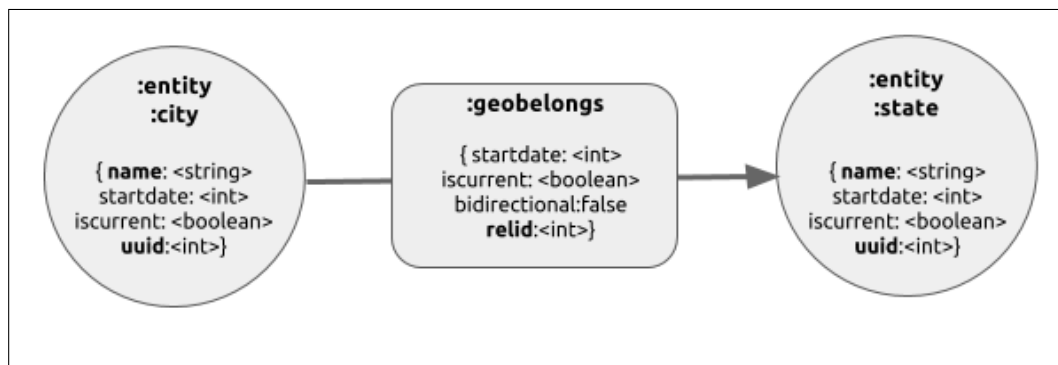 :entity
:city
{ name: <string>
startdate: <int>
iscurrent: <boolean>
uuid:<int>}
:geobelongs
{ startdate: <int>
iscurrent: <boolean>
bidirectional:false
relid:<int>}
:entity
:state
{ name: <string>
startdate: <int>
iscurrent: <boolean>
uuid:<int>}